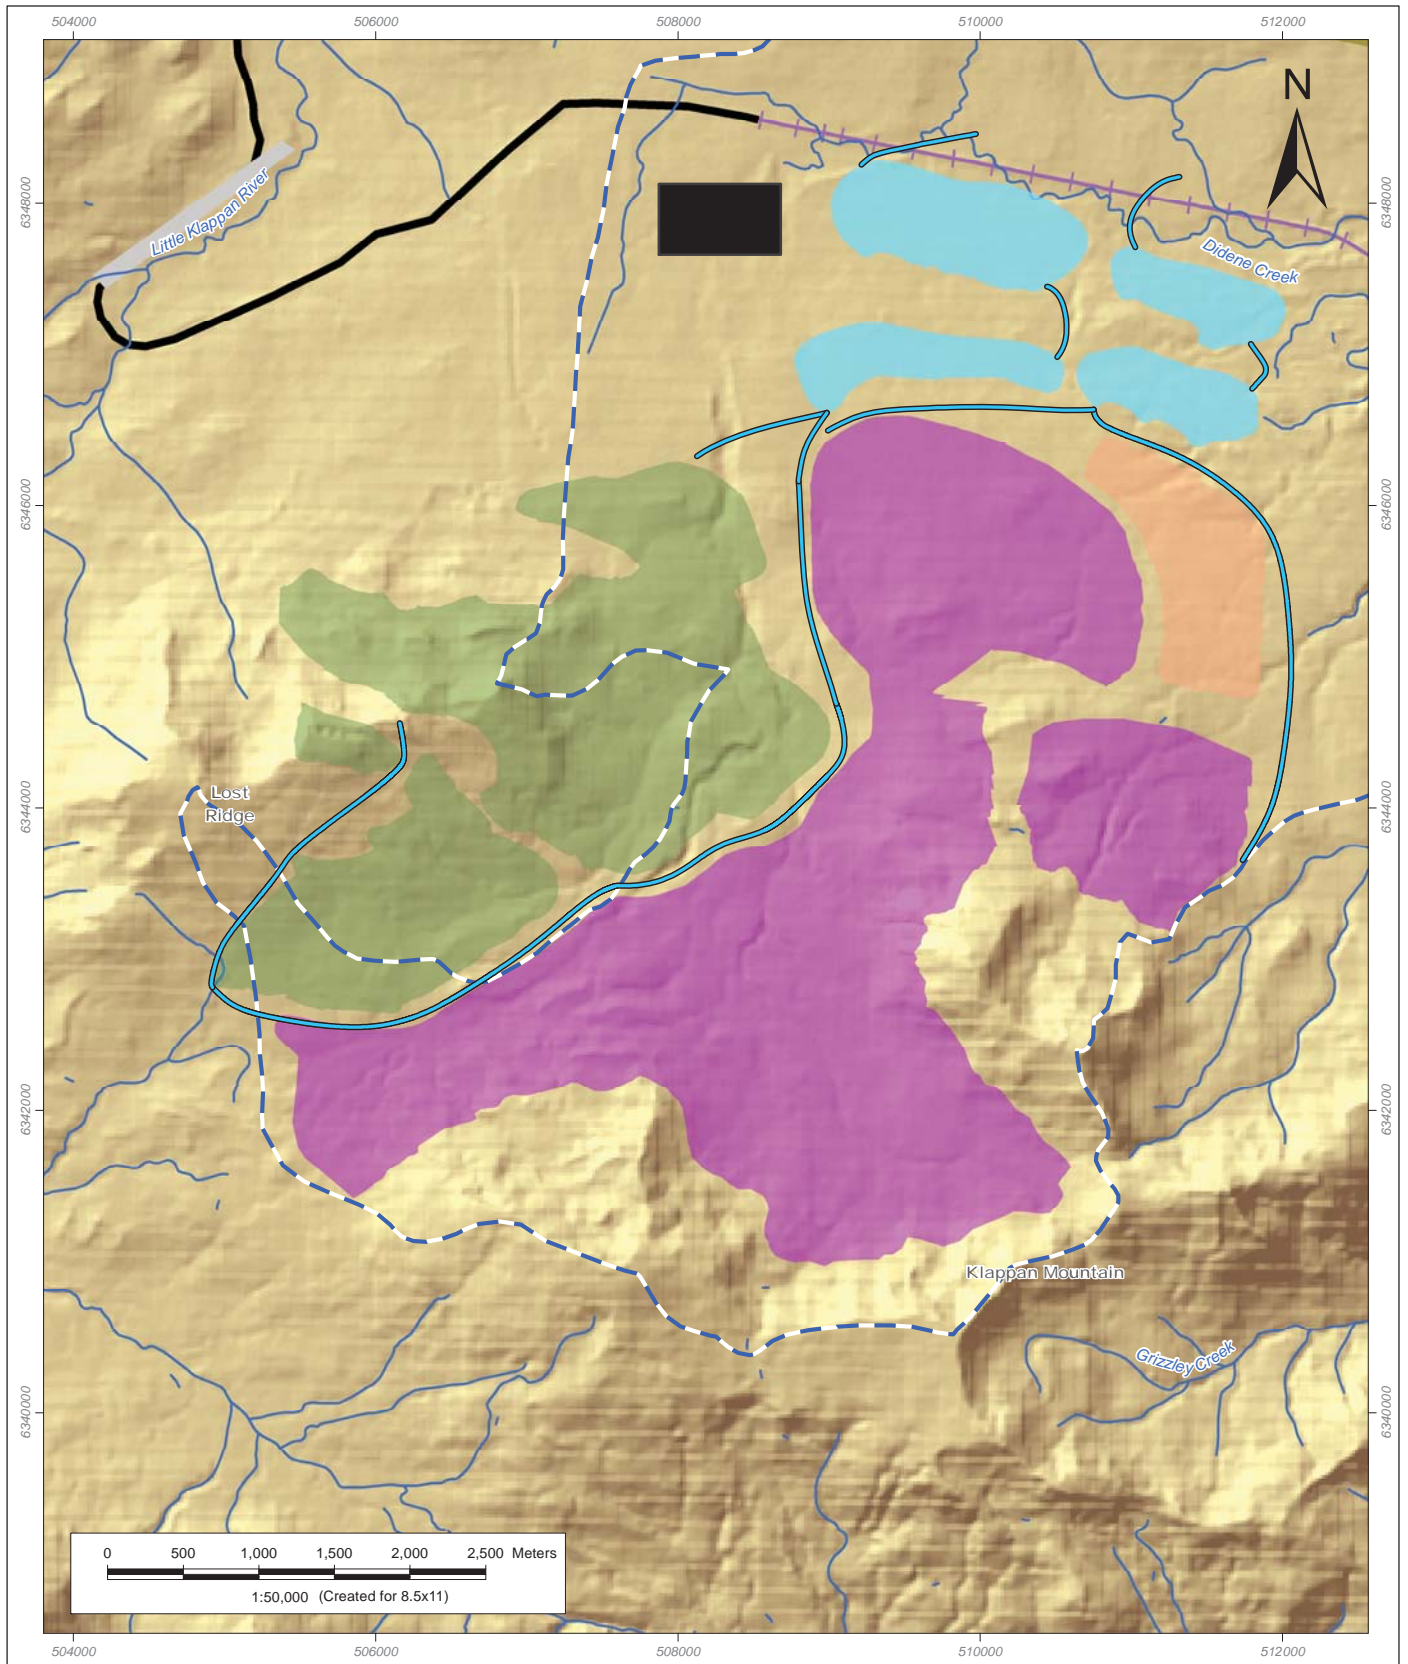 504000 506000 508000 510000 512000
N
6348000
6348000
Little Klappan River
Didene Creek
6346000
6346000
6344000
6344000
Lost
Ridge
6342000
6342000
Klappan Mountain
Grizzley Creek
6340000
6340000
0 500 1,000 1,500 2,000 2,500 Meters
1:50,000 (Created for 8.5x11)
504000 506000 508000 510000 512000